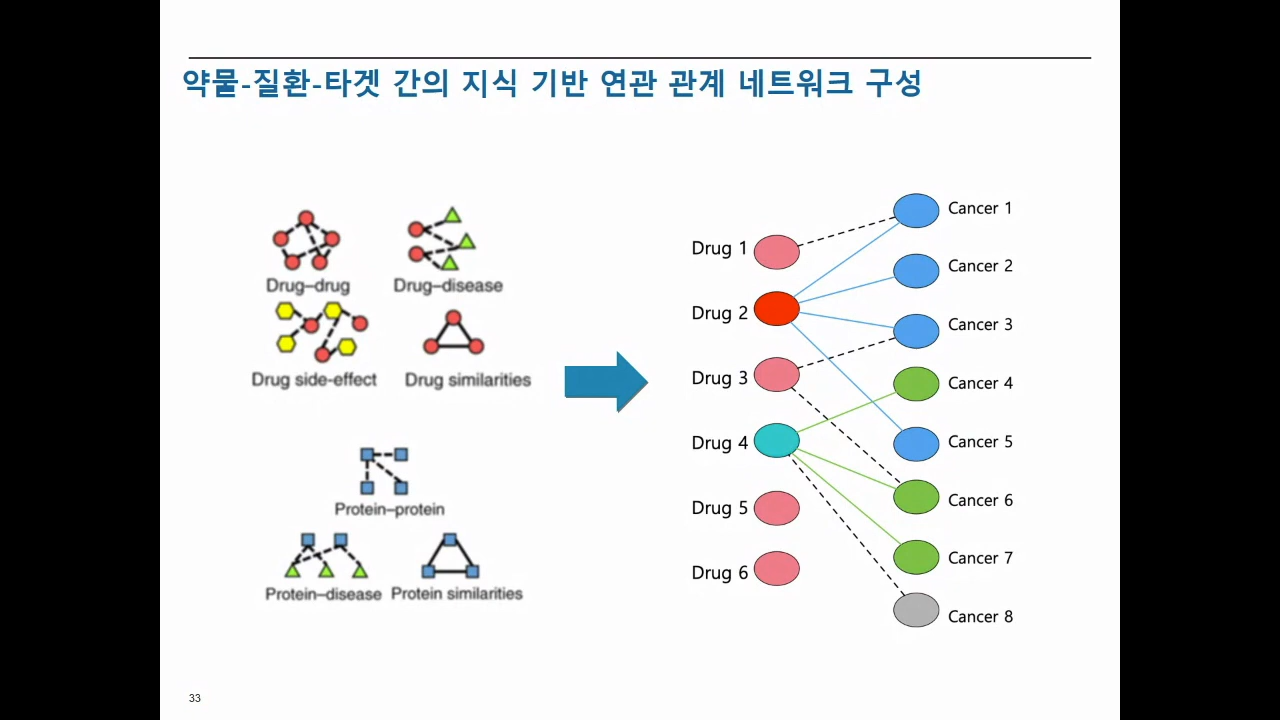 약물-질환-타겟 간의 지식 기반 연관 관계 네트워크 구성
Drug–drug
Drug–disease
Drug side-effect
Drug similarities
Protein–protein
Protein–disease
Protein similarities
Drug 1
Drug 2
Drug 3
Drug 4
Drug 5
Drug 6
Cancer 1
Cancer 2
Cancer 3
Cancer 4
Cancer 5
Cancer 6
Cancer 7
Cancer 8
33